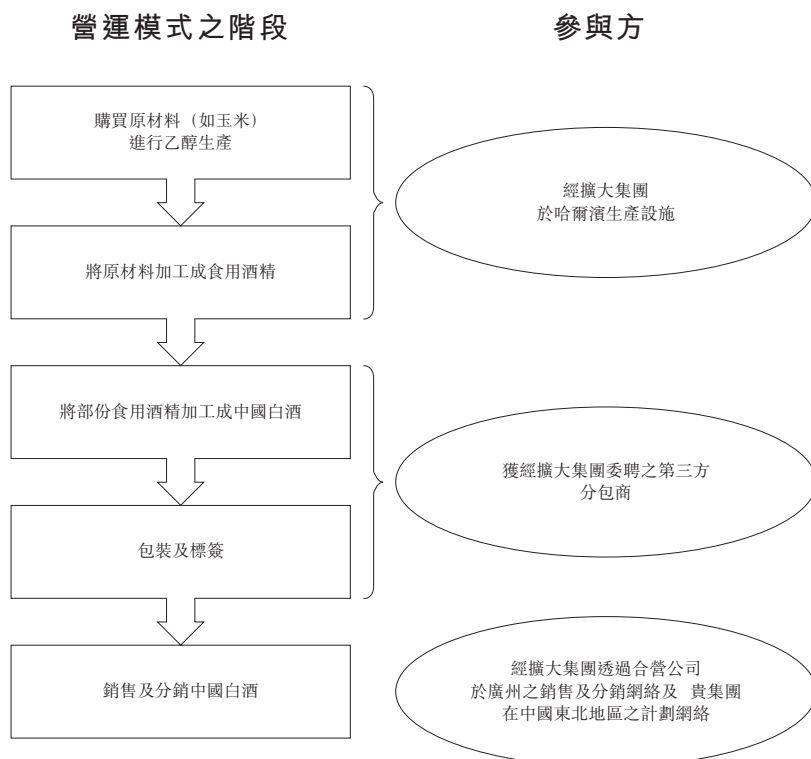 營運模式之階段
參與方
購買原材料（如玉米）
進行乙醇生產
經擴大集團
於哈爾濱生產設施
將原材料加工成食用酒精
將部份食用酒精加工成中國白酒
獲經擴大集團委聘之第三方
分包商
包裝及標簽
銷售及分銷中國白酒
經擴大集團透過合營公司
於廣州之銷售及分銷網絡及　貴集團
在中國東北地區之計劃網絡